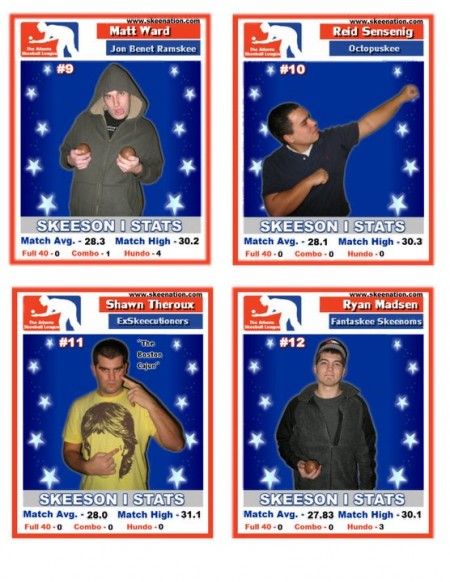 www.skeenation.com
Matt Ward
Jon Benet Ramskee
The Atlanta
Skeeball League
#9
SKEESON I STATS
Match Avg. - 28.3 Match High - 30.2
Full 40 - 0 Combo - 1 Hundo - 4
www.skeenation.com
Reid Sensenig
Octopuskee
The Atlanta
Skeeball League
#10
SKEESON I STATS
Match Avg. - 28.1 Match High - 30.3
Full 40 - 0 Combo - 0 Hundo - 0
www.skeenation.com
Shawn Theroux
ExSkeecutioners
The Atlanta
Skeeball League
#11
"The
Bostoe
Cajun"
SKEESON I STATS
Match Avg. - 28.0 Match High - 31.1
Full 40 - 0 Combo - 0 Hundo - 0
www.skeenation.com
Ryan Madsen
Fantaskee Skeenoms
The Atlanta
Skeeball League
#12
SKEESON I STATS
Match Avg. - 27.83 Match High - 30.1
Full 40 - 0 Combo - 0 Hundo - 3